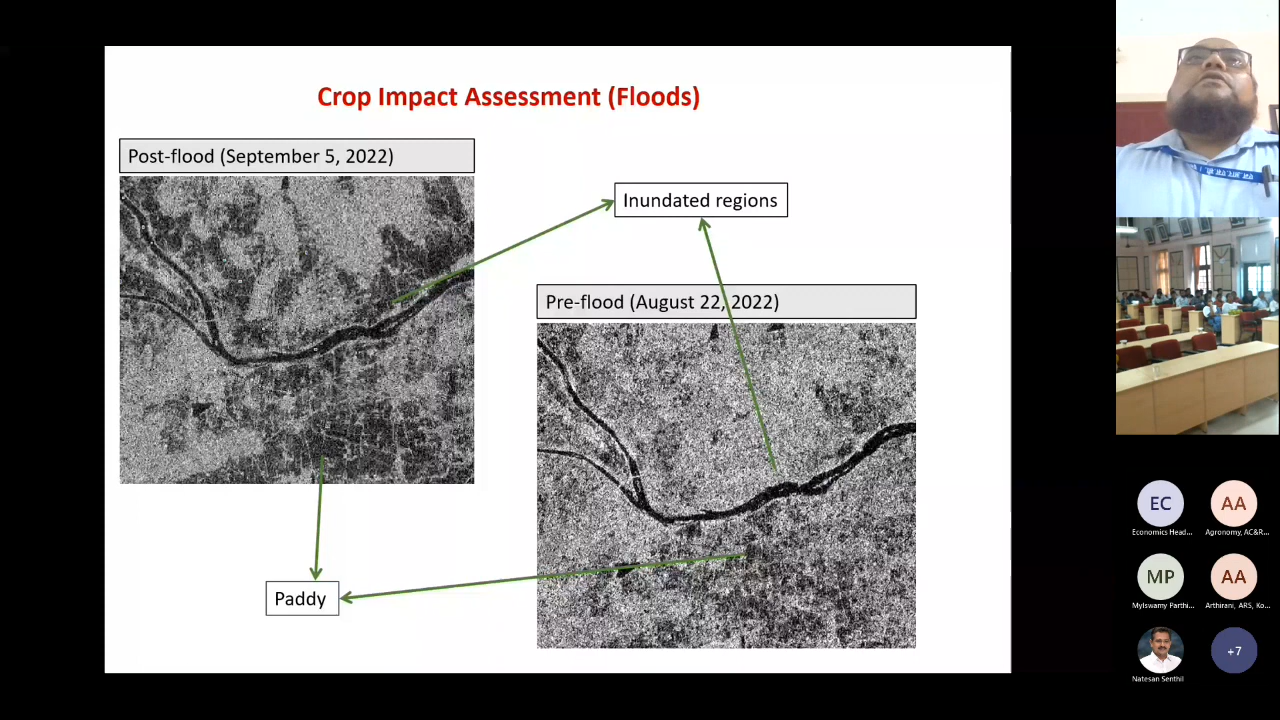 Crop Impact Assessment (Floods)
Post-flood (September 5, 2022)
Inundated regions
Pre-flood (August 22, 2022)
Paddy
EC
AA
Economics Head...
Agronomy, AC&R...
MP
AA
Mylswamy Parthi...
Arthirani, ARS, Ko...
+7
Natesan Senthil